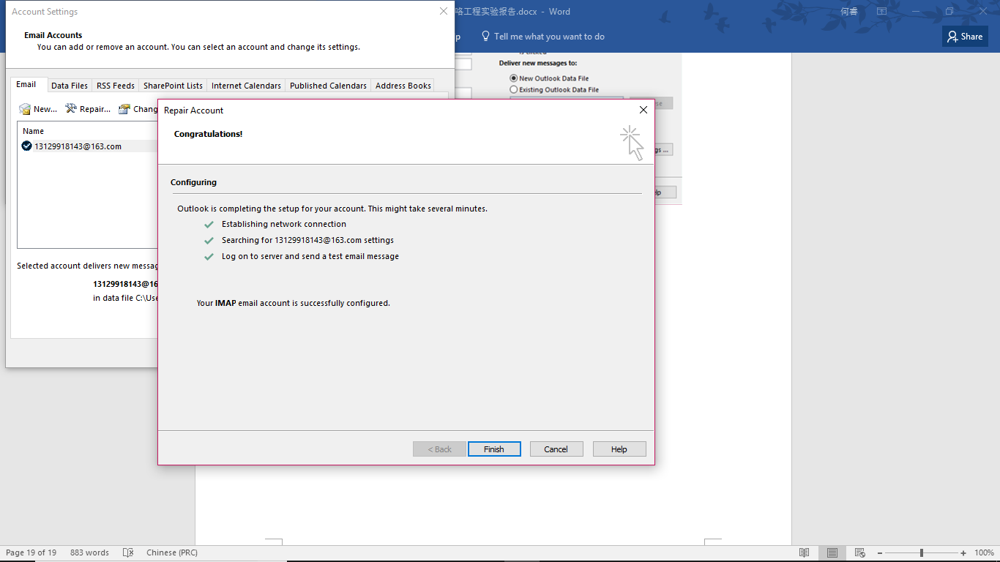 Account Settings
工程实验报告.docx - Word
何睿
Email Accounts
You can add or remove an account. You can select an account and change its settings.
p
Tell me what you want to do
Share
Deliver new messages to:
New Outlook Data File
Existing Outlook Data File
Email
Data Files
RSS Feeds
SharePoint Lists
Internet Calendars
Published Calendars
Address Books
New...
Repair...
Chang
Name
13129918143@163.com
Selected account delivers new messag
13129918143@16
in data file C:\Use
Repair Account
Congratulations!
Configuring
Outlook is completing the setup for your account. This might take several minutes.
Establishing network connection
Searching for 13129918143@163.com settings
Log on to server and send a test email message
Your IMAP email account is successfully configured.
< Back
Finish
Cancel
Help
se
gs ...
lp
Page 19 of 19
883 words
Chinese (PRC)
100%